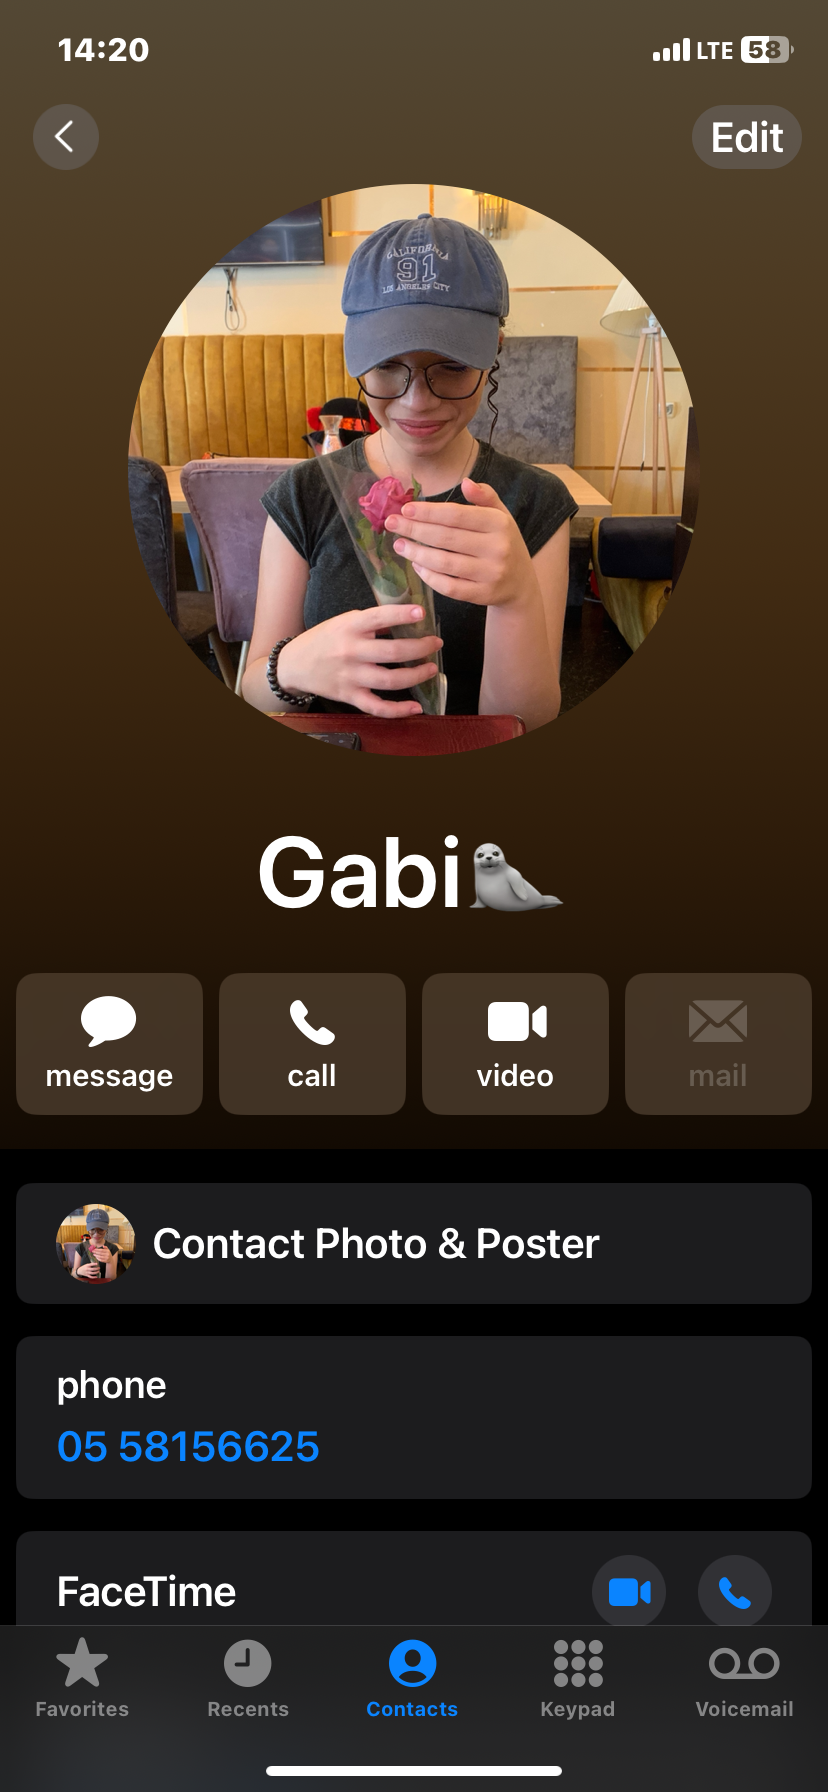 14:20
LTE 58
Edit
CALIFORNIA
91
LOS ANGELES CITY
Gabi🦭
message call video mail
Contact Photo & Poster
phone
05 58156625
FaceTime
Favorites Recents Contacts Keypad Voicemail